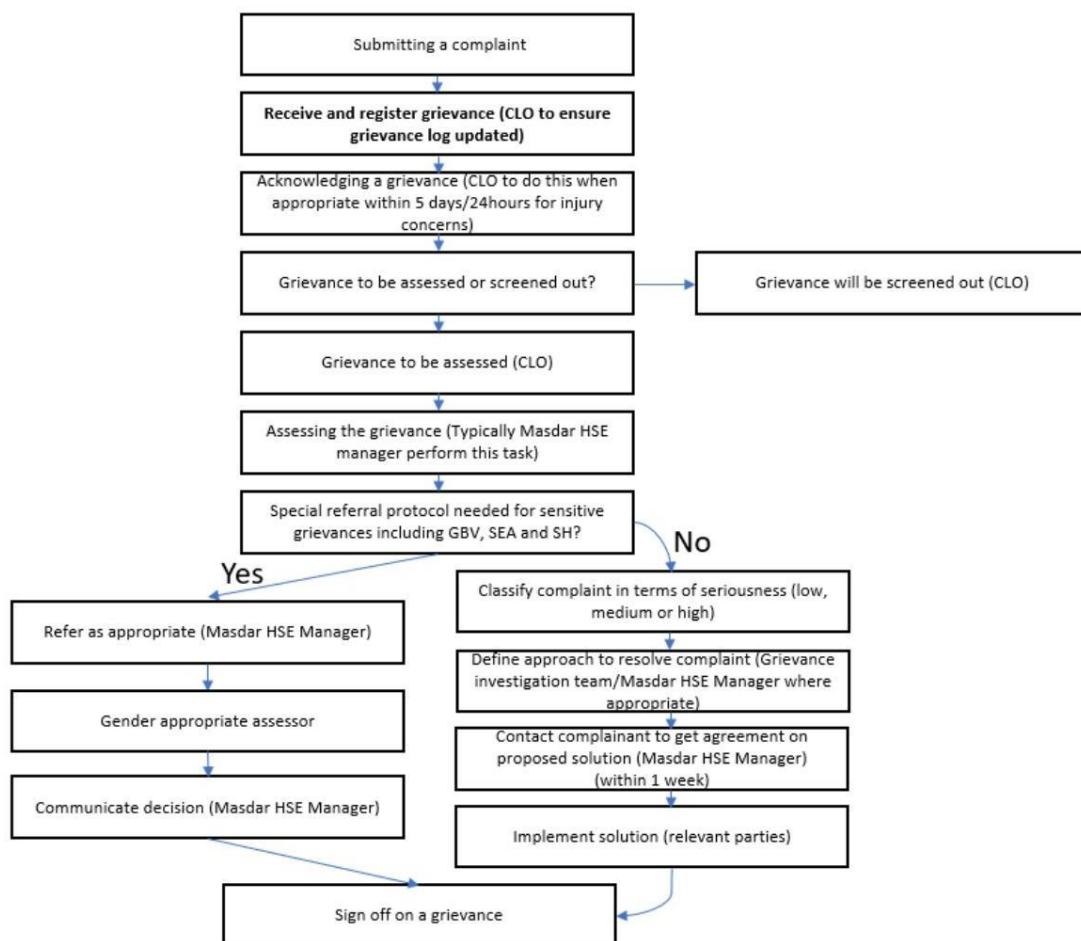 Submitting a complaint
Receive and register grievance (CLO to ensure
grievance log updated)
Acknowledging a grievance (CLO to do this when
appropriate within 5 days/24hours for injury
concerns)
Grievance to be assessed or screened out?
Grievance will be screened out (CLO)
Grievance to be assessed (CLO)
Assessing the grievance (Typically Masdar HSE
manager perform this task)
Special referral protocol needed for sensitive
grievances including GBV, SEA and SH?
Yes
No
Refer as appropriate (Masdar HSE Manager)
Gender appropriate assessor
Communicate decision (Masdar HSE Manager)
Classify complaint in terms of seriousness (low,
medium or high)
Define approach to resolve complaint (Grievance
investigation team/Masdar HSE Manager where
appropriate)
Contact complainant to get agreement on
proposed solution (Masdar HSE Manager)
(within 1 week)
Implement solution (relevant parties)
Sign off on a grievance